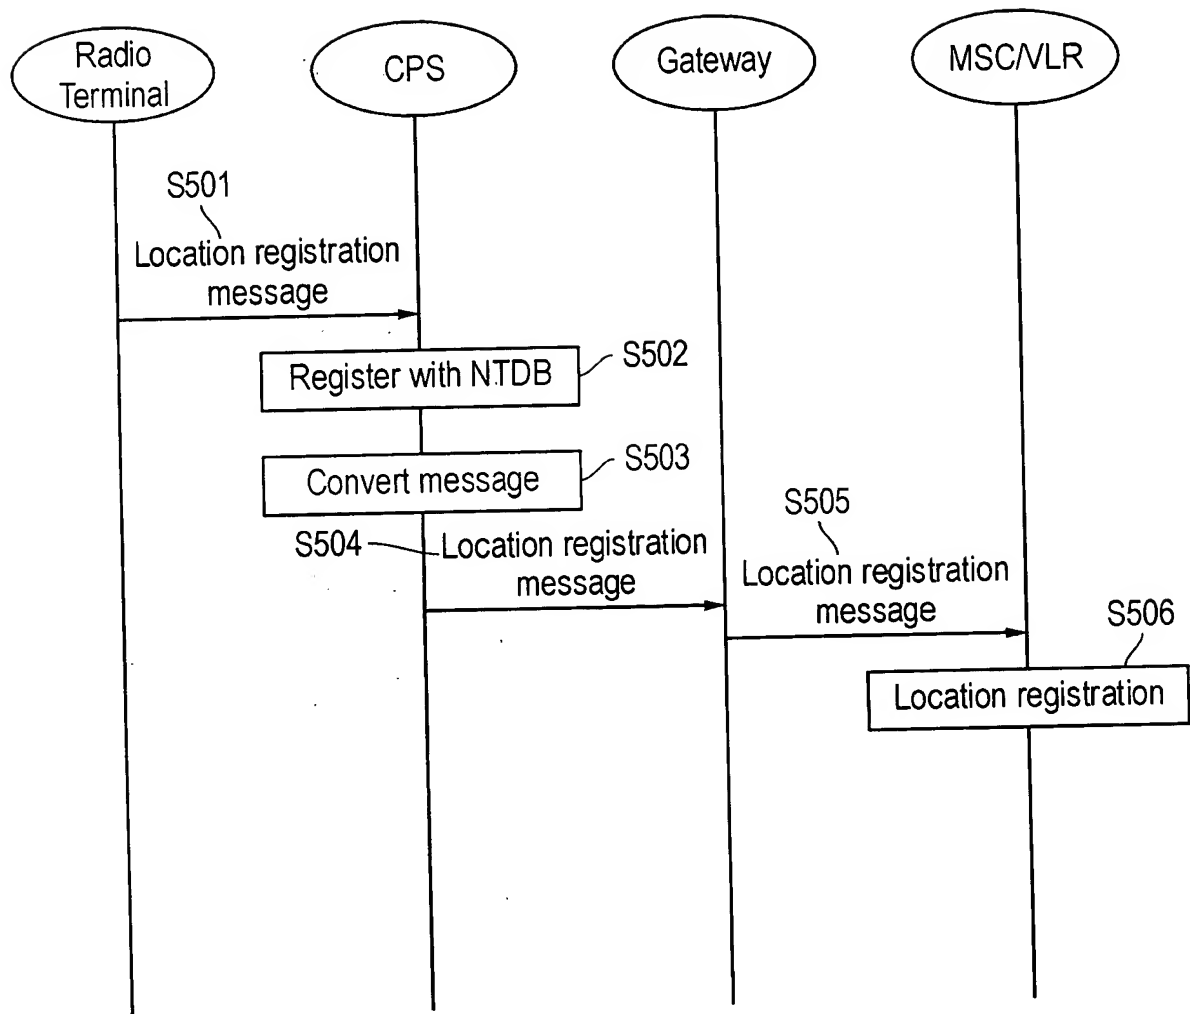 Radio
Terminal
CPS
Gateway
MSC/VLR
S501
Location registration
message
Register with NTDB
S502
Convert message
S503
S504
Location registration
message
S505
Location registration
message
S506
Location registration